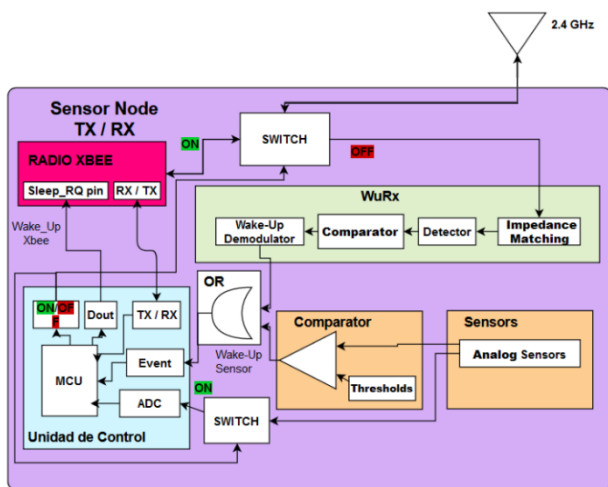 2.4 GHz
Sensor Node
TX / RX
ON
SWITCH
OFF
RADIO XBEE
Sleep_RQ pin
RX / TX
WuRx
Wake_Up
Xbee
Wake-Up
Demodulator
Comparator
Detector
Impedance
Matching
OR
ON/OF
F
Dout
TX / RX
Comparator
Sensors
Wake-Up
Sensor
Analog Sensors
MCU
Event
Thresholds
ON
ADC
SWITCH
Unidad de Control